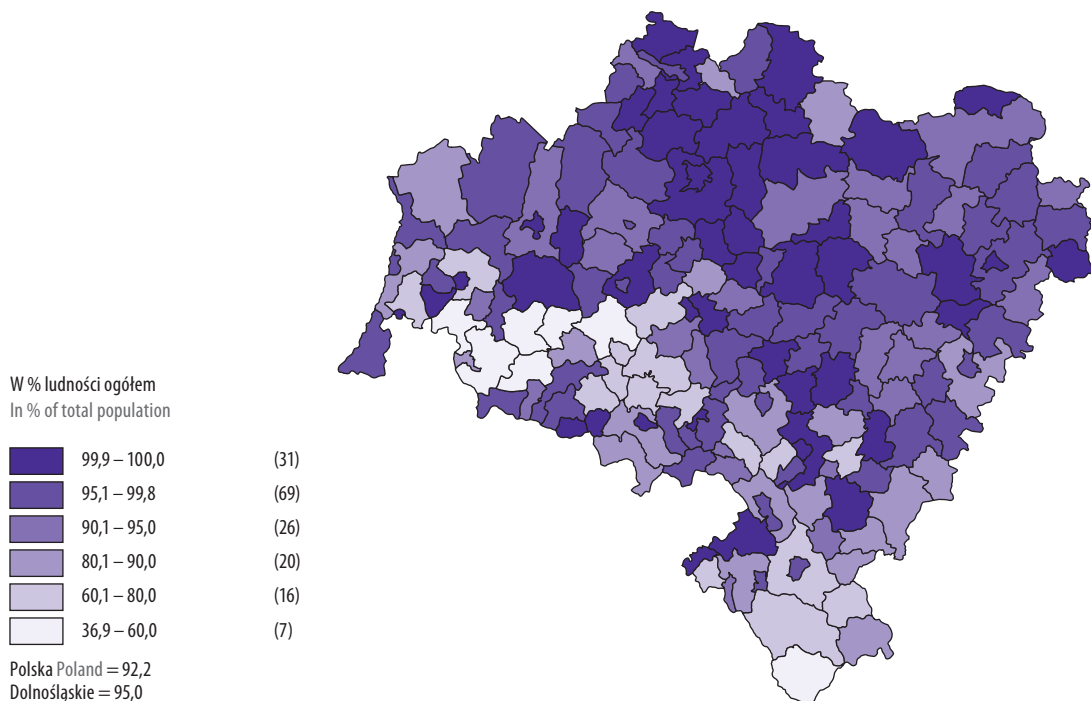 W % ludności ogółem
In % of total population
99,9 – 100,0 (31)
95,1 – 99,8 (69)
90,1 – 95,0 (26)
80,1 – 90,0 (20)
60,1 – 80,0 (16)
36,9 – 60,0 (7)
Polska Poland = 92,2
Dolnośląskie = 95,0